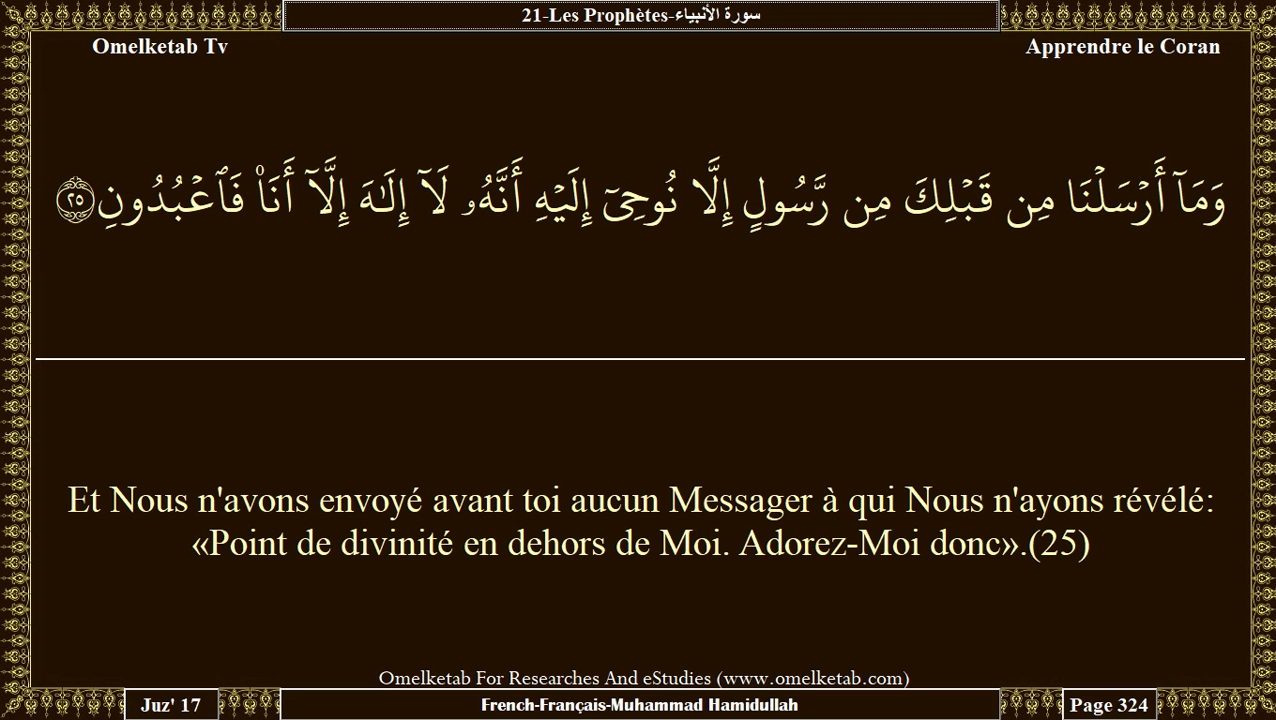 21-Les Prophètes-سورة الأنبياء
Omelketab Tv
Apprendre le Coran
وَمَآ أَرۡسَلۡنَا مِن قَبۡلِكَ مِن رَّسُولٍ إِلَّا نُوحِيٓ إِلَيۡهِ أَنَّهُۥ لَآ إِلَٰهَ إِلَّآ أَنَا۠ فَٱعۡبُدُونِ ٢٥
Et Nous n'avons envoyé avant toi aucun Messager à qui Nous n'ayons révélé:
«Point de divinité en dehors de Moi. Adorez-Moi donc».(25)
Omelketab For Researches And eStudies (www.omelketab.com)
Juz' 17
French-Français-Muhammad Hamidullah
Page 324